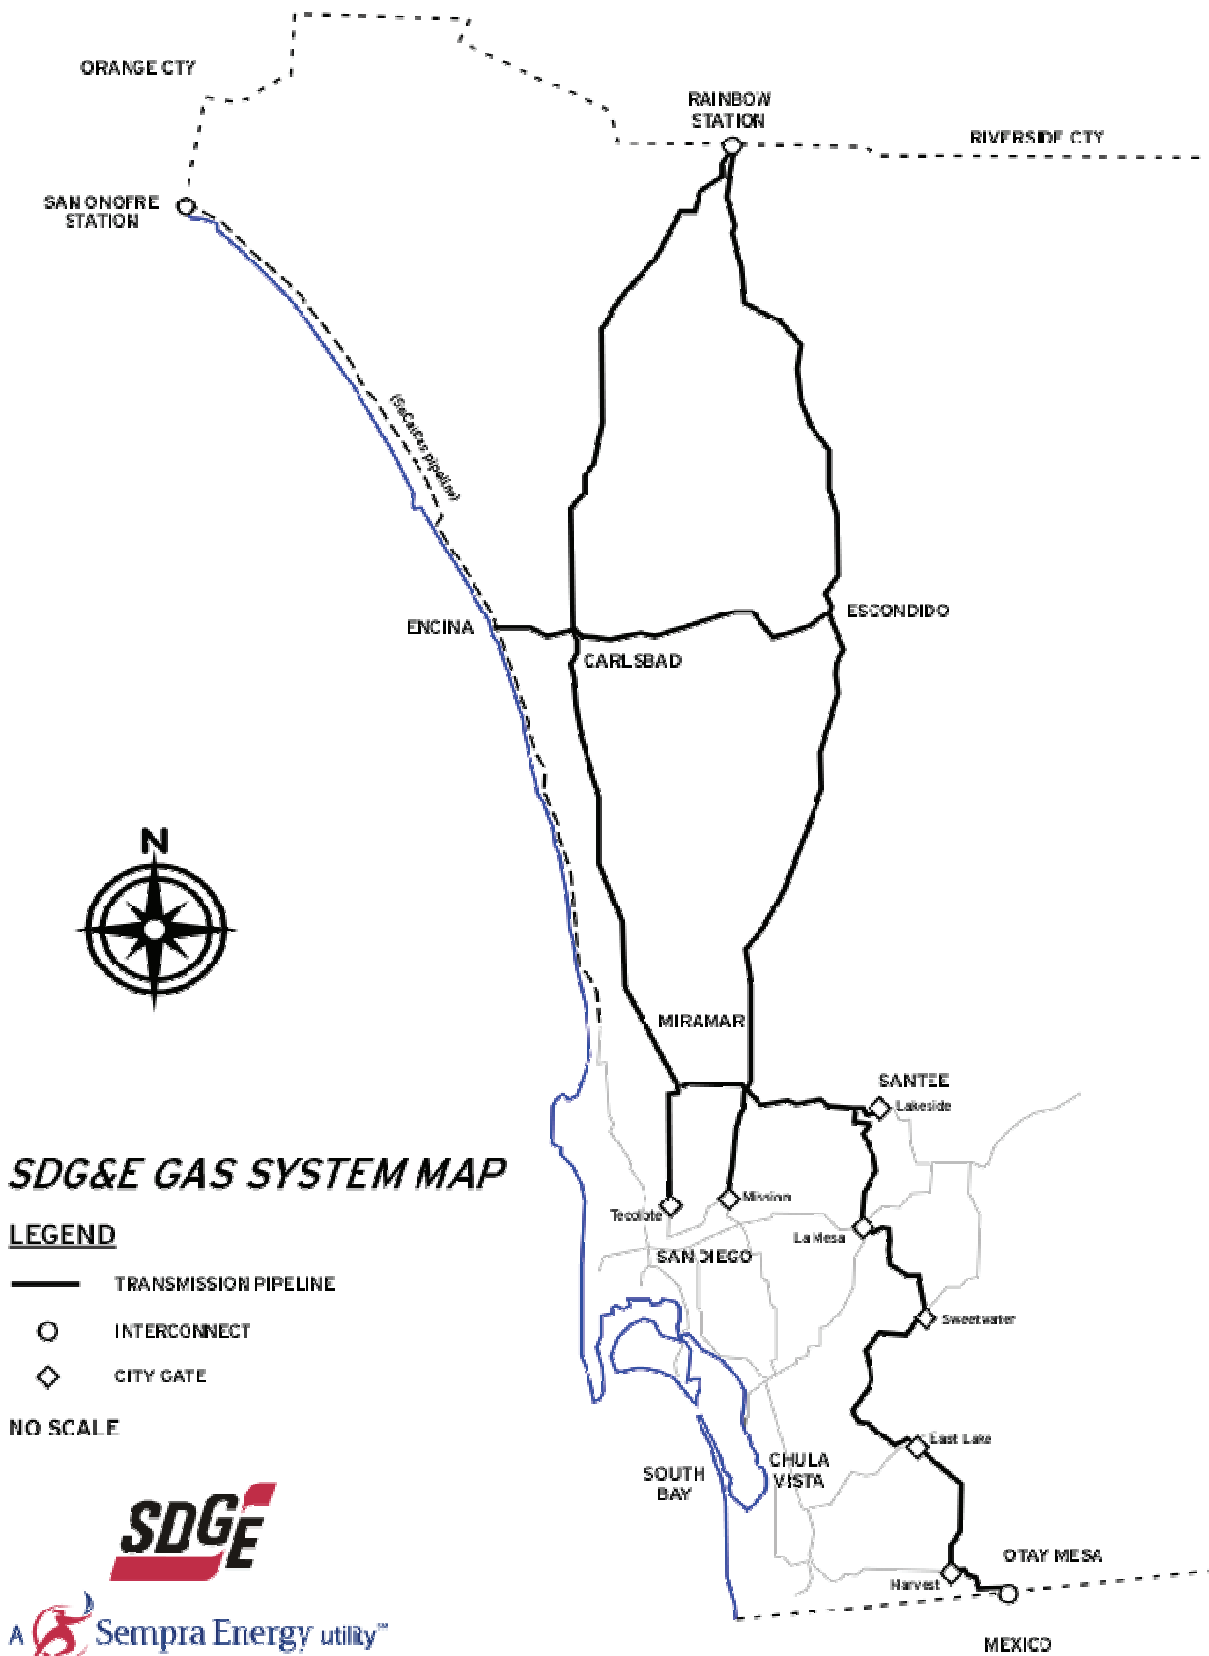 ORANGE CTY
RAINBOW
STATION
RIVERSIDE CTY
SAN ONOFRE
STATION
(SoCalGas pipeline)
ENCINA
ESCONDIDO
CARLSBAD
N
MIRAMAR
SANTEE
Lakeside
SDG&E GAS SYSTEM MAP
Tecolote
Mission
La Mesa
SAN DIEGO
LEGEND
TRANSMISSION PIPELINE
INTERCONNECT
CITY GATE
NO SCALE
Sweetwater
East Lake
SOUTH
BAY
CHULA
VISTA
SDGE
OTAY MESA
Harvest
MEXICO
A Sempra Energy utility℠